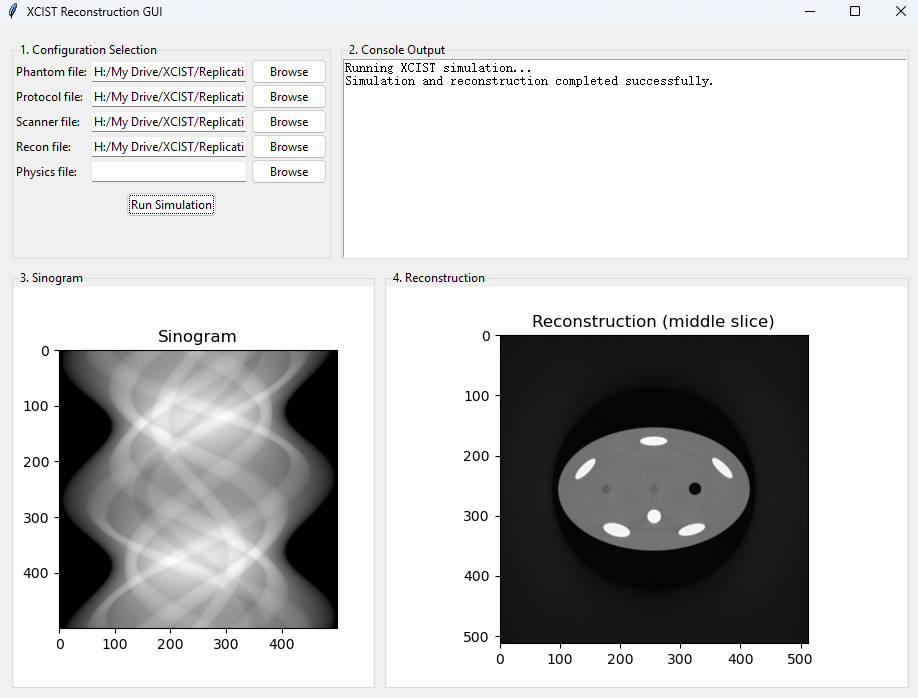 XCIST Reconstruction GUI
1. Configuration Selection
Phantom file: H:/My Drive/XCIST/Replicati Browse
Protocol file: H:/My Drive/XCIST/Replicati Browse
Scanner file: H:/My Drive/XCIST/Replicati Browse
Recon file: H:/My Drive/XCIST/Replicati Browse
Physics file: Browse
Run Simulation
2. Console Output
Running XCIST simulation...
Simulation and reconstruction completed successfully.
3. Sinogram
Sinogram
0
100
200
300
400
0 100 200 300 400
4. Reconstruction
Reconstruction (middle slice)
0
100
200
300
400
500
0 100 200 300 400 500